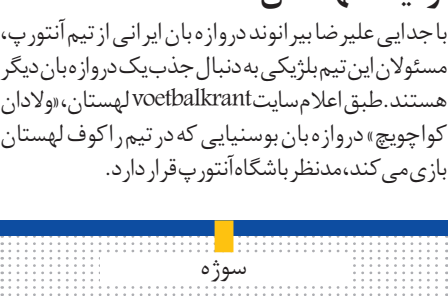 با جدایی علیرضا بیرانوند دروازه‌بان ایرانی از تیم آنتورپ،
مسئولان این تیم بلژیکی به دنبال جذب یک دروازه‌بان دیگر
هستند. طبق اعلام سایت voetbalkrant لهستان، «ولادان
کواچویچ» دروازه‌بان بوسنیایی که در تیم راکوف لهستان
بازی می‌کند، مدنظر باشگاه آنتورپ قرار دارد.
سوژه